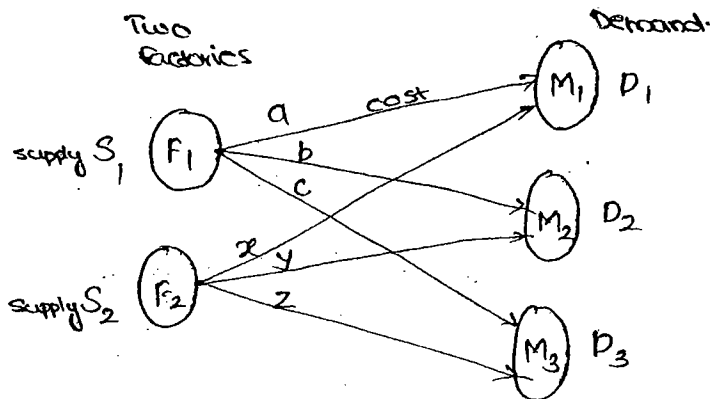 Two
factories
Demand.
a
cost
M₁ D₁
supply S₁
F₁
b
c
M₂ D₂
x
y
supply S₂
F₂
z
M₃ D₃